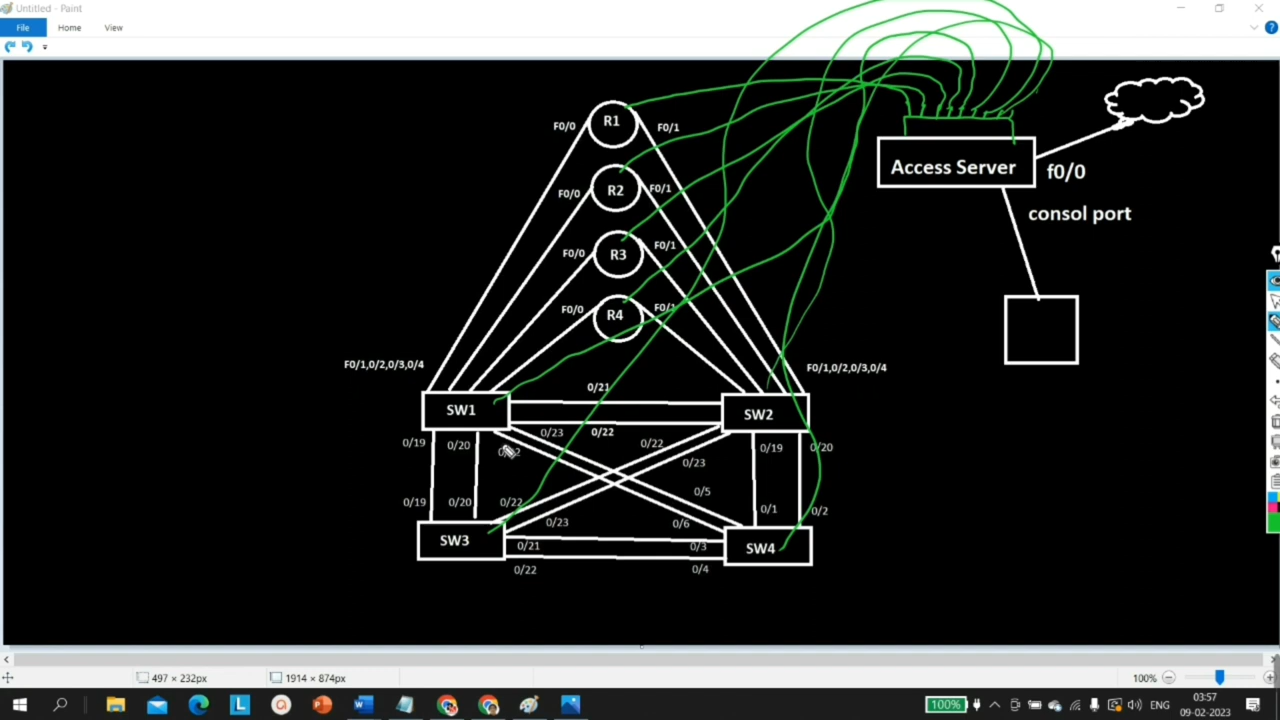 Untitled - Paint
File Home View
R1
F0/0
F0/1
R2
F0/0
F0/1
R3
F0/0
F0/1
R4
F0/0
F0/1
Access Server
f0/0
consol port
F0/1,0/2,0/3,0/4
F0/1,0/2,0/3,0/4
0/21
SW1
SW2
0/23
0/22
0/22
0/19
0/20
0/19
0/20
0/23
0/5
0/19
0/20
0/22
0/1
0/2
0/23
0/6
SW3
SW4
0/21
0/3
0/22
0/4
497 × 232px
1914 × 874px
100%
100%
ENG
03:57
09-02-2023